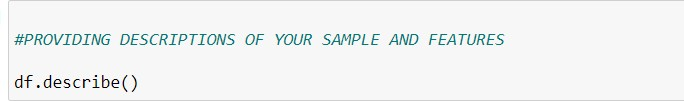 #PROVIDING DESCRIPTIONS OF YOUR SAMPLE AND FEATURES
df.describe()